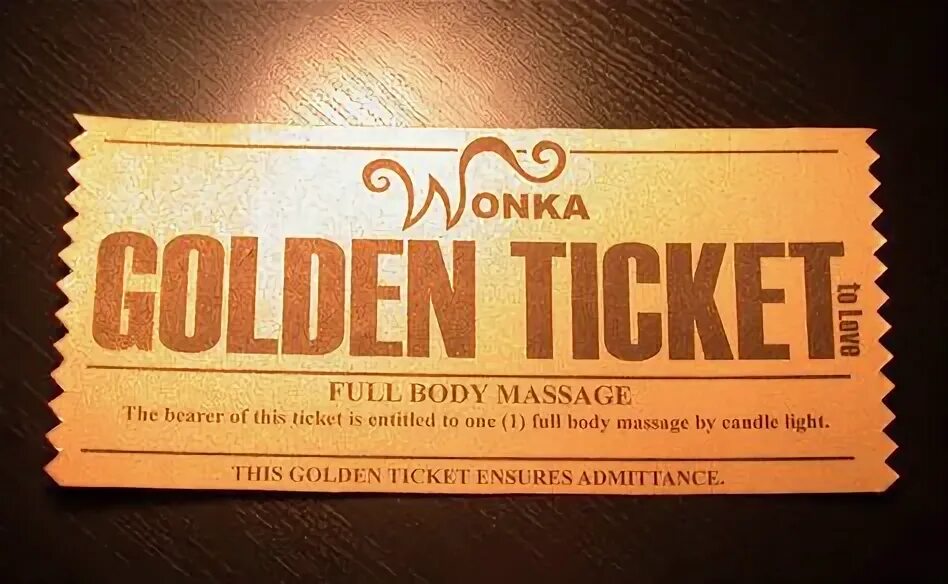 WONKA
GOLDEN TICKET
to Love
FULL BODY MASSAGE
The bearer of this ticket is entitled to one (1) full body massage by candle light.
THIS GOLDEN TICKET ENSURES ADMITTANCE.